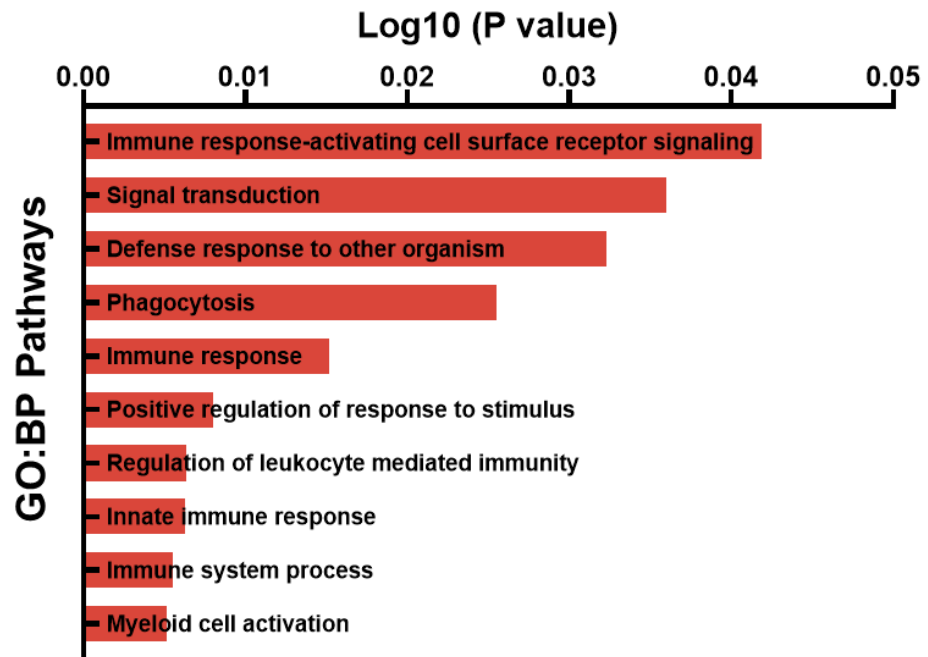 Log10 (P value)
0.00 0.01 0.02 0.03 0.04 0.05
GO:BP Pathways
Immune response-activating cell surface receptor signaling
Signal transduction
Defense response to other organism
Phagocytosis
Immune response
Positive regulation of response to stimulus
Regulation of leukocyte mediated immunity
Innate immune response
Immune system process
Myeloid cell activation